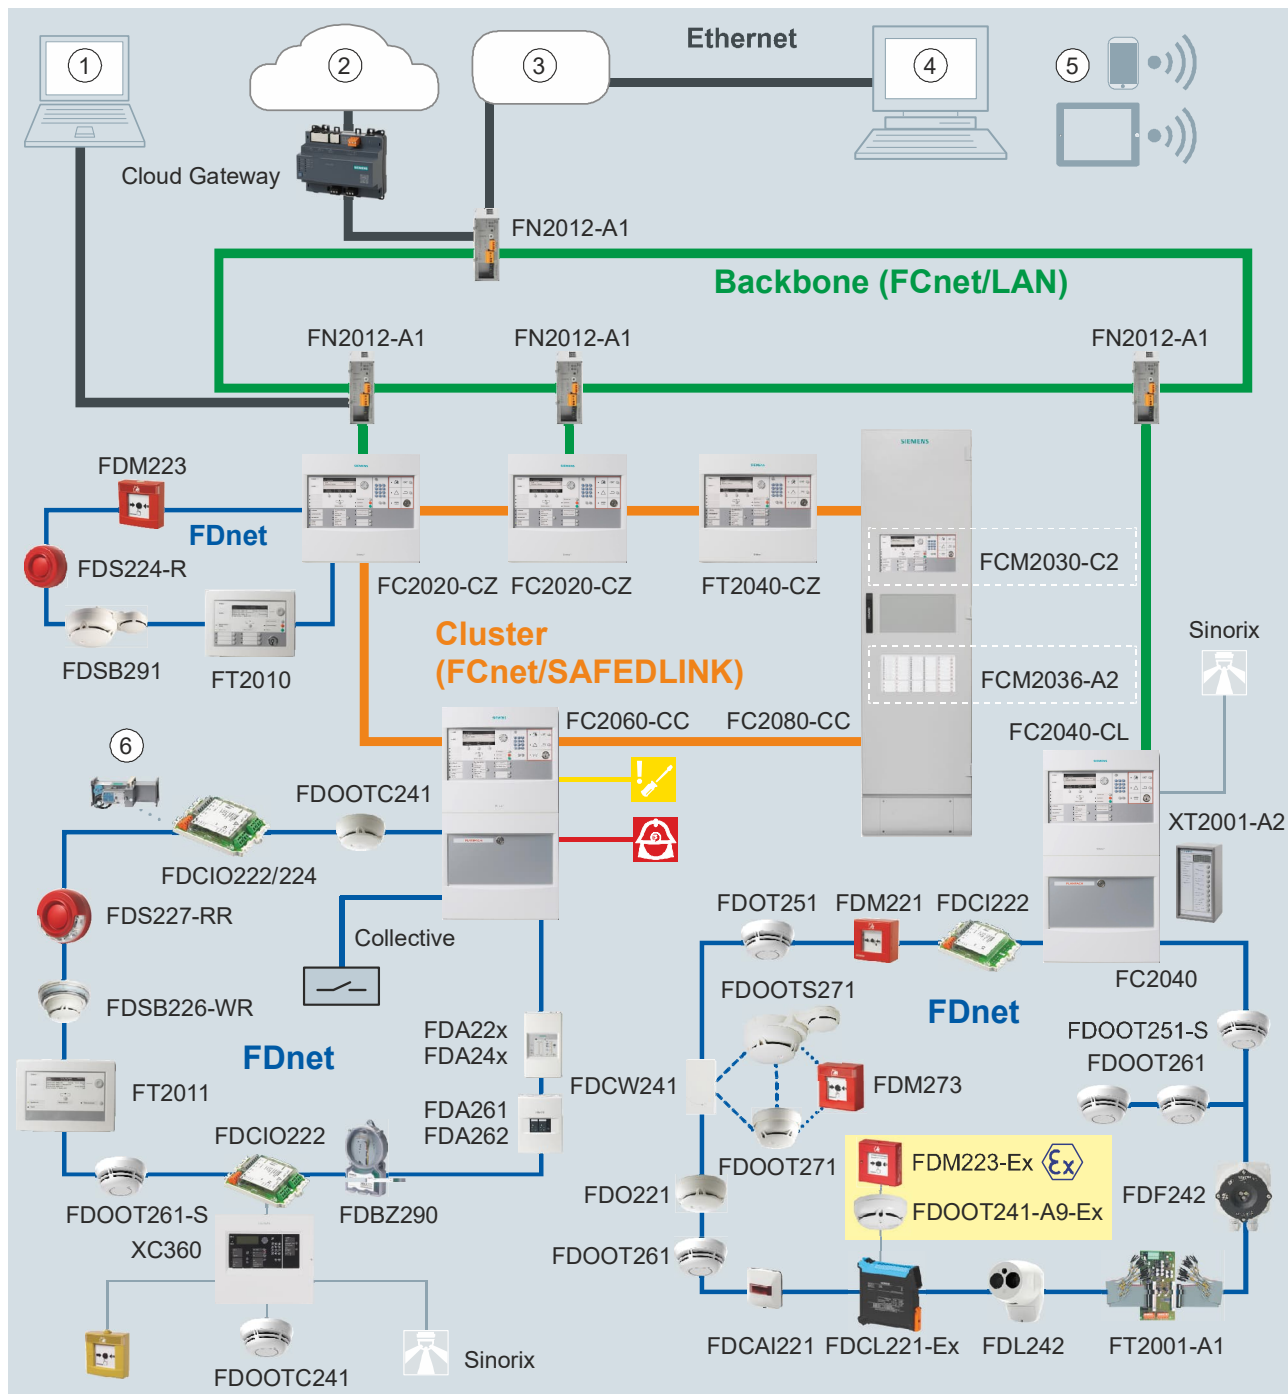 Ethernet
1
2
3
4
5
Cloud Gateway
FN2012-A1
Backbone (FCnet/LAN)
FN2012-A1
FN2012-A1
FN2012-A1
SIEMENS
FDM223
FDnet
FDS224-R
FCM2030-C2
FC2020-CZ
FC2020-CZ
FT2040-CZ
Cluster
(FCnet/SAFEDLINK)
Sinorix
FDSB291
FT2010
FCM2036-A2
FC2060-CC
FC2080-CC
FC2040-CL
6
FDOOTC241
XT2001-A2
FDCIO222/224
FDS227-RR
FDOT251
FDM221
FDCI222
Collective
FDSB226-WR
FDOOTS271
FC2040
FDnet
FDA22x
FDA24x
FDOOT251-S
FDOOT261
FDnet
FT2011
FDCW241
FDM273
FDA261
FDA262
FDCIO222
FDOOT271
FDM223-Ex
Ex
FDOOT261-S
FDBZ290
FDO221
FDOOT241-A9-Ex
FDF242
XC360
FDOOT261
FDCAI221
FDCL221-Ex
FDL242
FT2001-A1
FDOOTC241
Sinorix